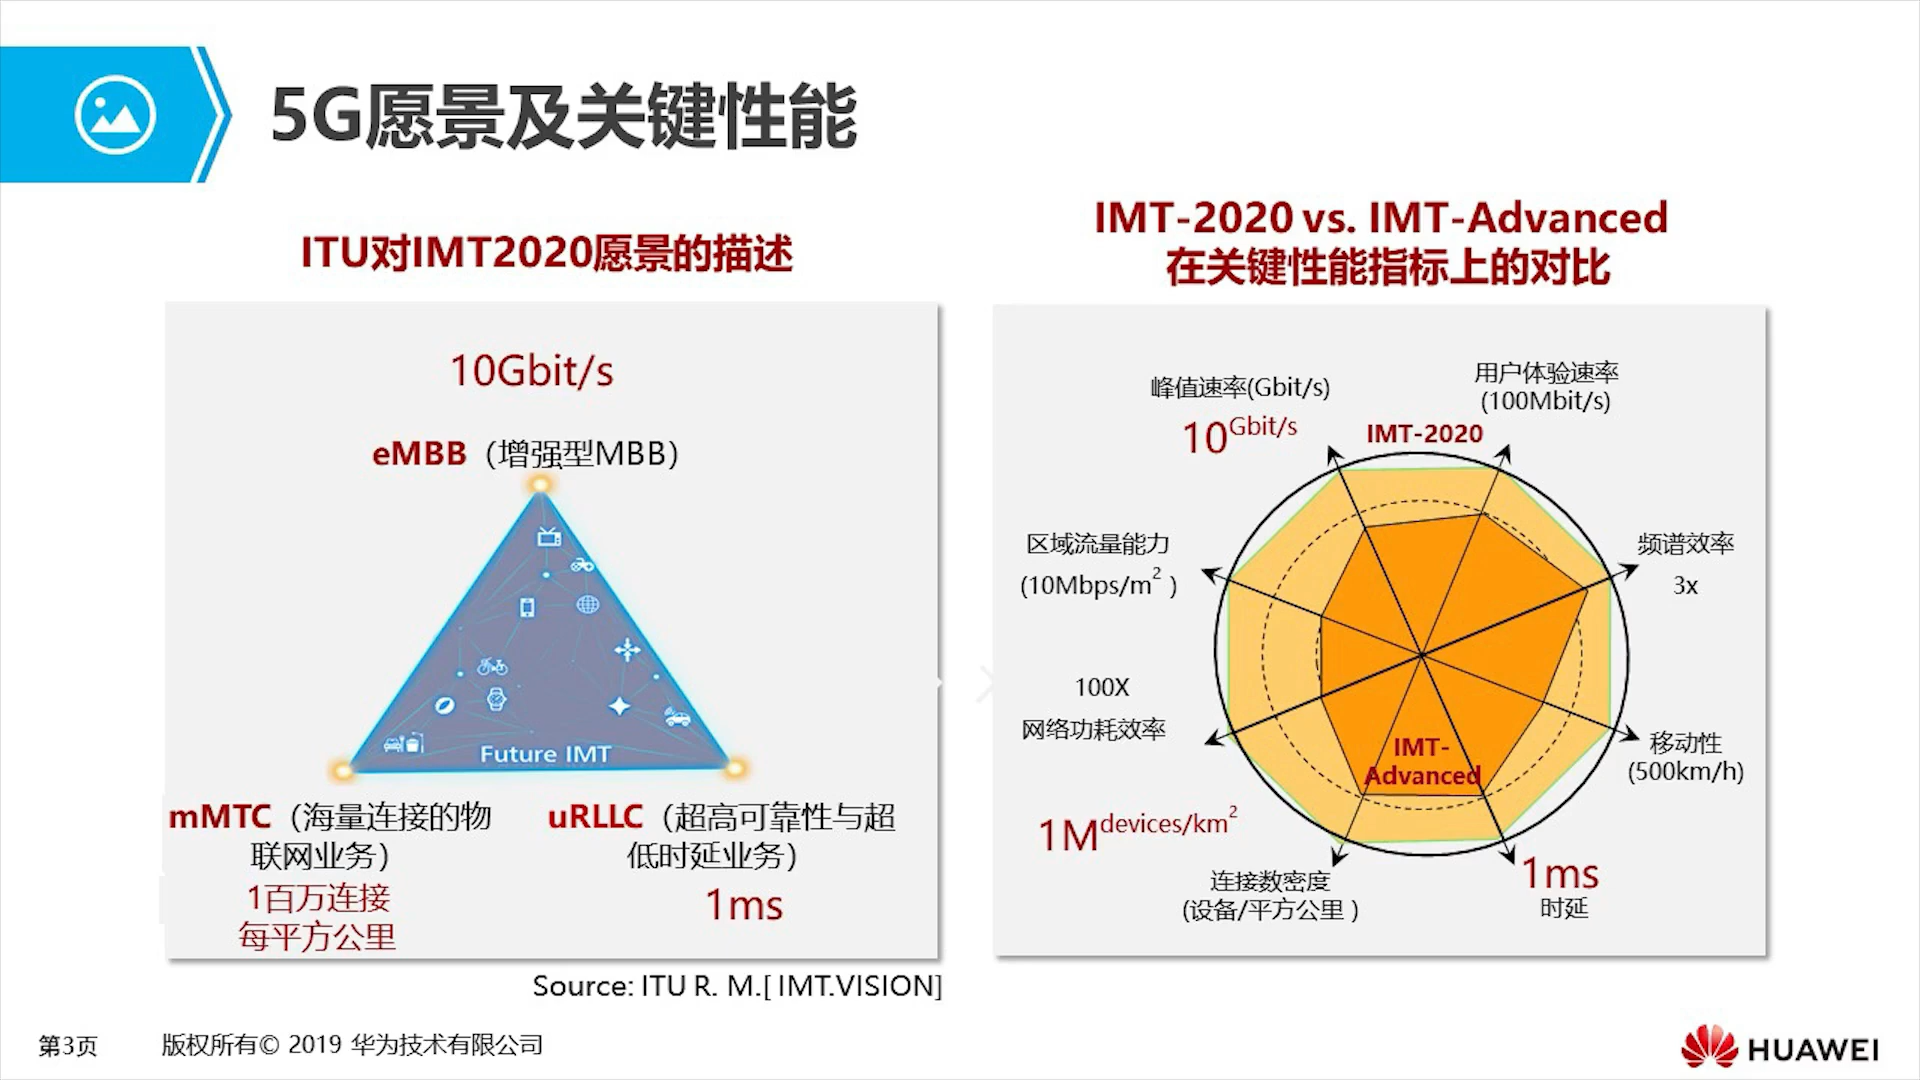 5G愿景及关键性能
ITU对IMT2020愿景的描述
10Gbit/s
eMBB（增强型MBB）
Future IMT
mMTC（海量连接的物
联网业务）
1百万连接
每平方公里
uRLLC（超高可靠性与超
低时延业务）
1ms
Source: ITU R. M.[ IMT.VISION]
IMT-2020 vs. IMT-Advanced
在关键性能指标上的对比
峰值速率(Gbit/s)
10Gbit/s
用户体验速率
(100Mbit/s)
IMT-2020
区域流量能力
(10Mbps/m2 )
频谱效率
3x
100X
网络功耗效率
移动性
(500km/h)
IMT-
Advanced
1Mdevices/km2
连接数密度
(设备/平方公里 )
1ms
时延
第3页
版权所有© 2019 华为技术有限公司
HUAWEI